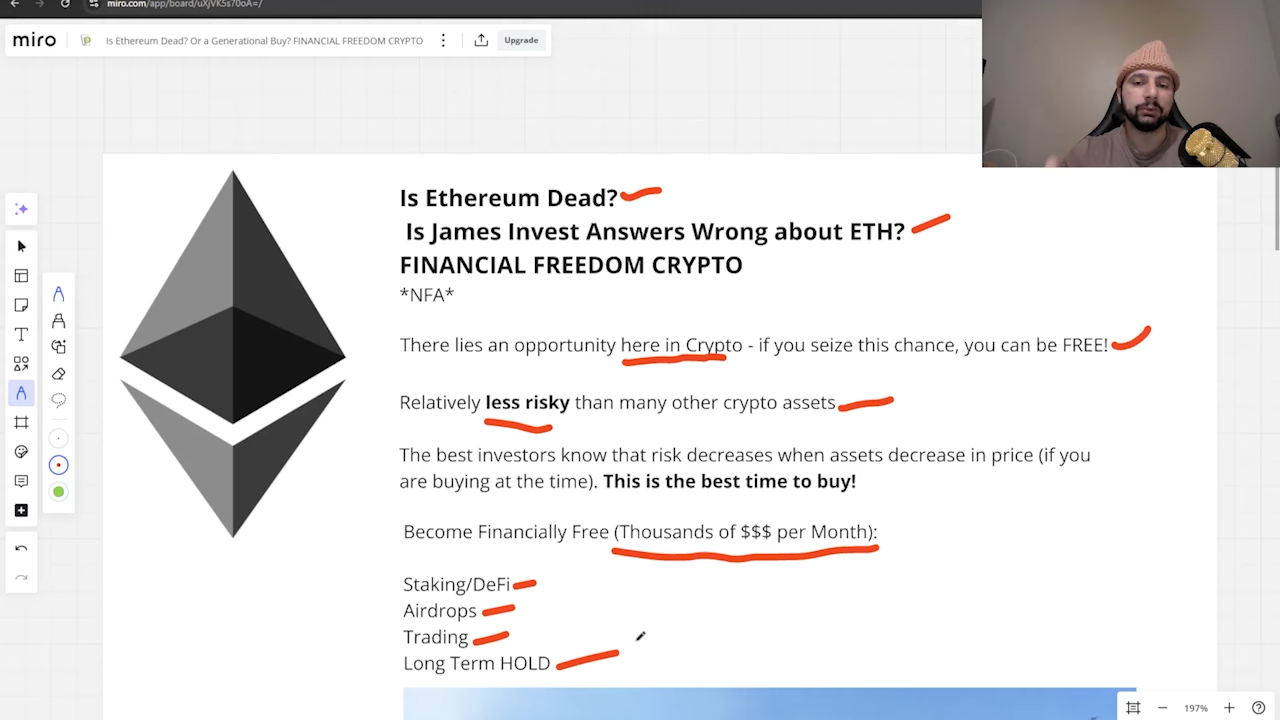 miro.com/app/board/uXjVK5s70oA=/
miro
Is Ethereum Dead? Or a Generational Buy? FINANCIAL FREEDOM CRYPTO
Upgrade
Is Ethereum Dead?
Is James Invest Answers Wrong about ETH?
FINANCIAL FREEDOM CRYPTO
*NFA*
There lies an opportunity here in Crypto - if you seize this chance, you can be FREE!
Relatively less risky than many other crypto assets
The best investors know that risk decreases when assets decrease in price (if you
are buying at the time). This is the best time to buy!
Become Financially Free (Thousands of $$$ per Month):
Staking/DeFi
Airdrops
Trading
Long Term HOLD
197%